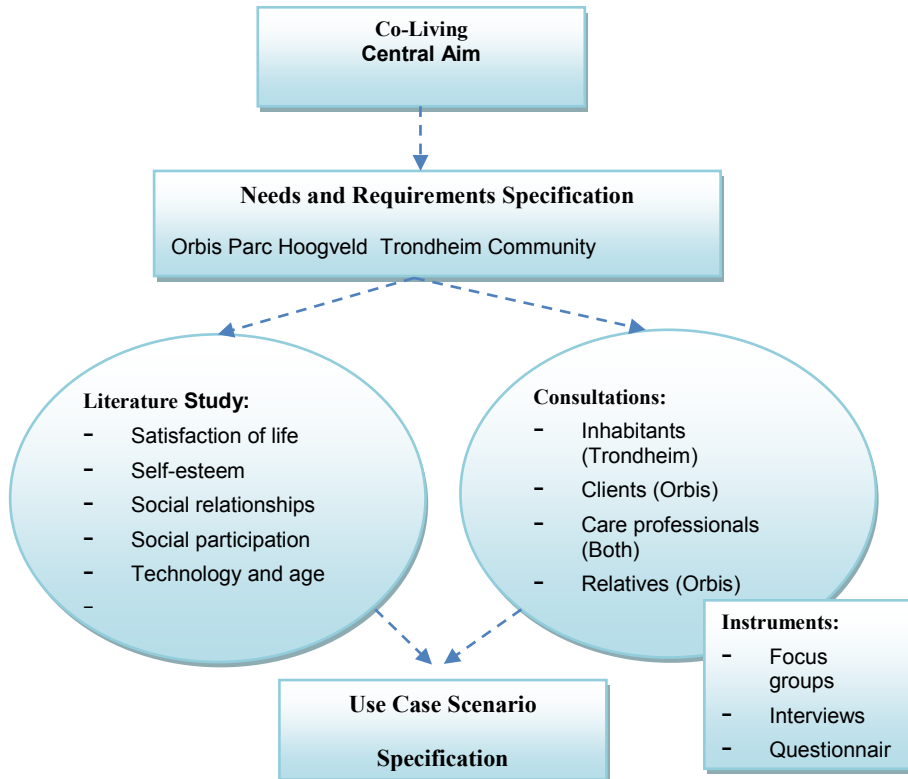 Co-Living
Central Aim
Needs and Requirements Specification
Orbis Parc Hoogveld Trondheim Community
Literature Study:
- Satisfaction of life
- Self-esteem
- Social relationships
- Social participation
- Technology and age
-
Consultations:
- Inhabitants
(Trondheim)
- Clients (Orbis)
- Care professionals
(Both)
- Relatives (Orbis)
Instruments:
- Focus
groups
- Interviews
- Questionnair
Use Case Scenario
Specification